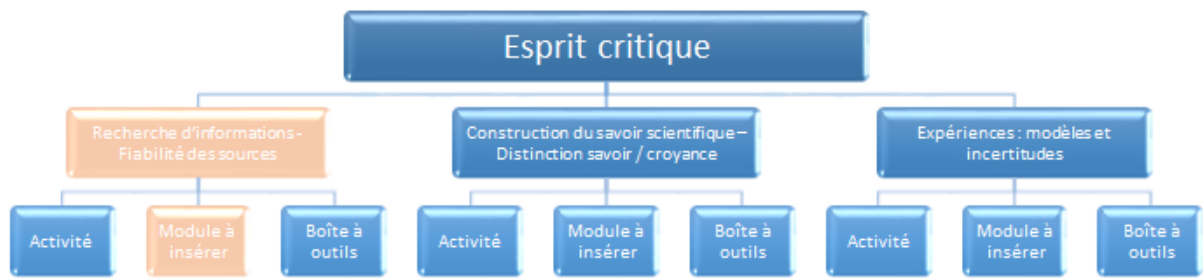 Esprit critique
Recherche d'informations -
Fiabilité des sources
Construction du savoir scientifique –
Distinction savoir / croyance
Expériences : modèles et
incertitudes
Activité
Module à
insérer
Boîte à
outils
Activité
Module à
insérer
Boîte à
outils
Activité
Module à
insérer
Boîte à
outils